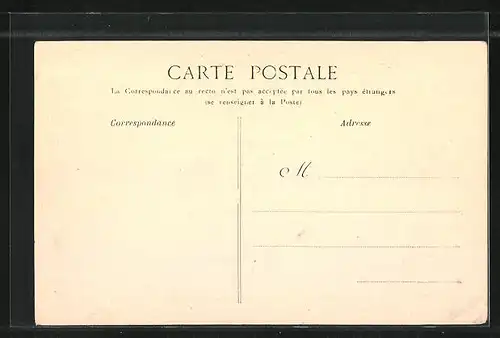 CARTE POSTALE
La Correspondance au recto n'est pas acceptée par tous les pays étrangers
(se renseigner à la Poste)
Correspondance
Adresse
M.